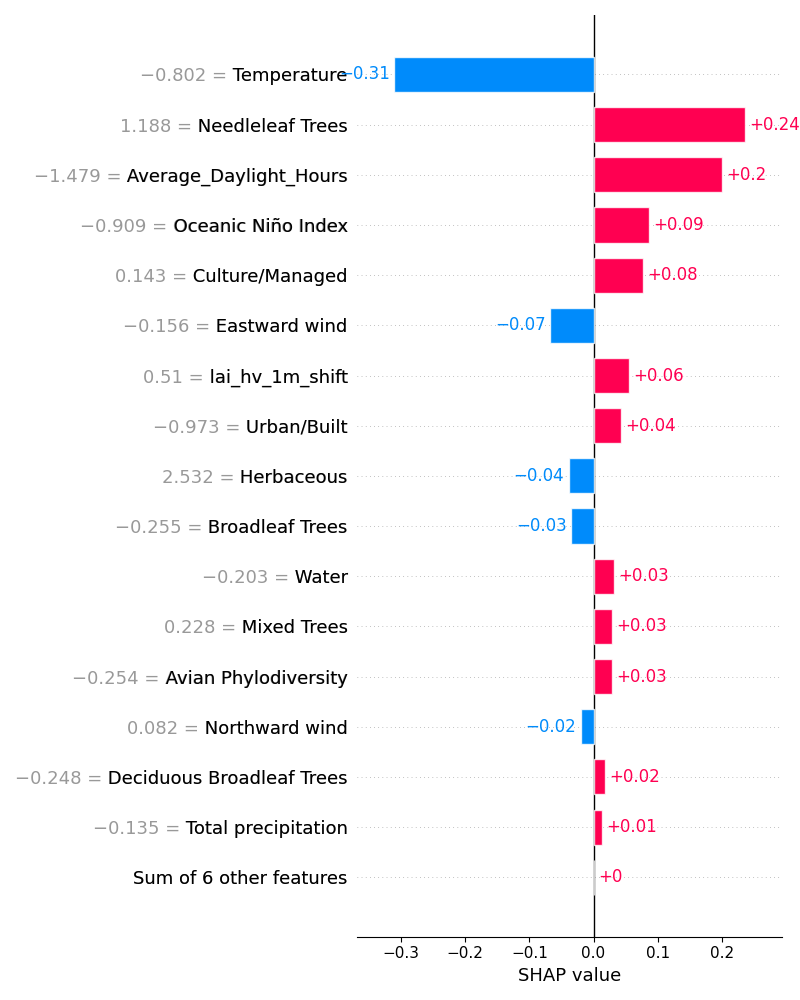 −0.802 = Temperature −0.31
1.188 = Needleleaf Trees +0.24
−1.479 = Average_Daylight_Hours +0.2
−0.909 = Oceanic Niño Index +0.09
0.143 = Culture/Managed +0.08
−0.156 = Eastward wind −0.07
0.51 = lai_hv_1m_shift +0.06
−0.973 = Urban/Built +0.04
2.532 = Herbaceous −0.04
−0.255 = Broadleaf Trees −0.03
−0.203 = Water +0.03
0.228 = Mixed Trees +0.03
−0.254 = Avian Phylodiversity +0.03
0.082 = Northward wind −0.02
−0.248 = Deciduous Broadleaf Trees +0.02
−0.135 = Total precipitation +0.01
Sum of 6 other features +0
−0.3 −0.2 −0.1 0.0 0.1 0.2
SHAP value